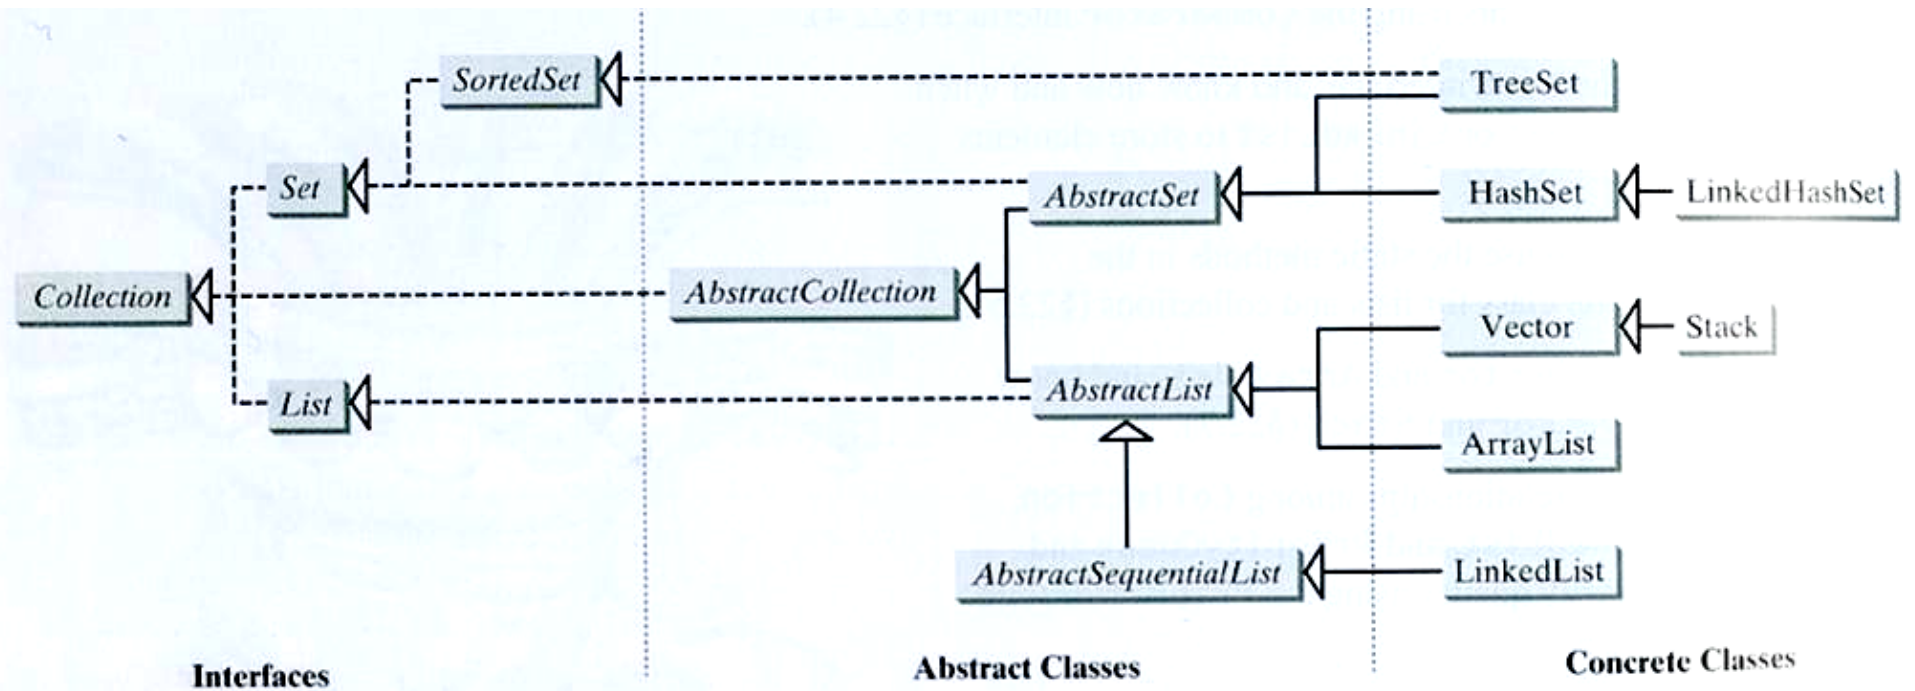 SortedSet
TreeSet
Set
AbstractSet
HashSet
LinkedHashSet
Collection
AbstractCollection
Vector
Stack
List
AbstractList
ArrayList
AbstractSequentialList
LinkedList
Interfaces
Abstract Classes
Concrete Classes